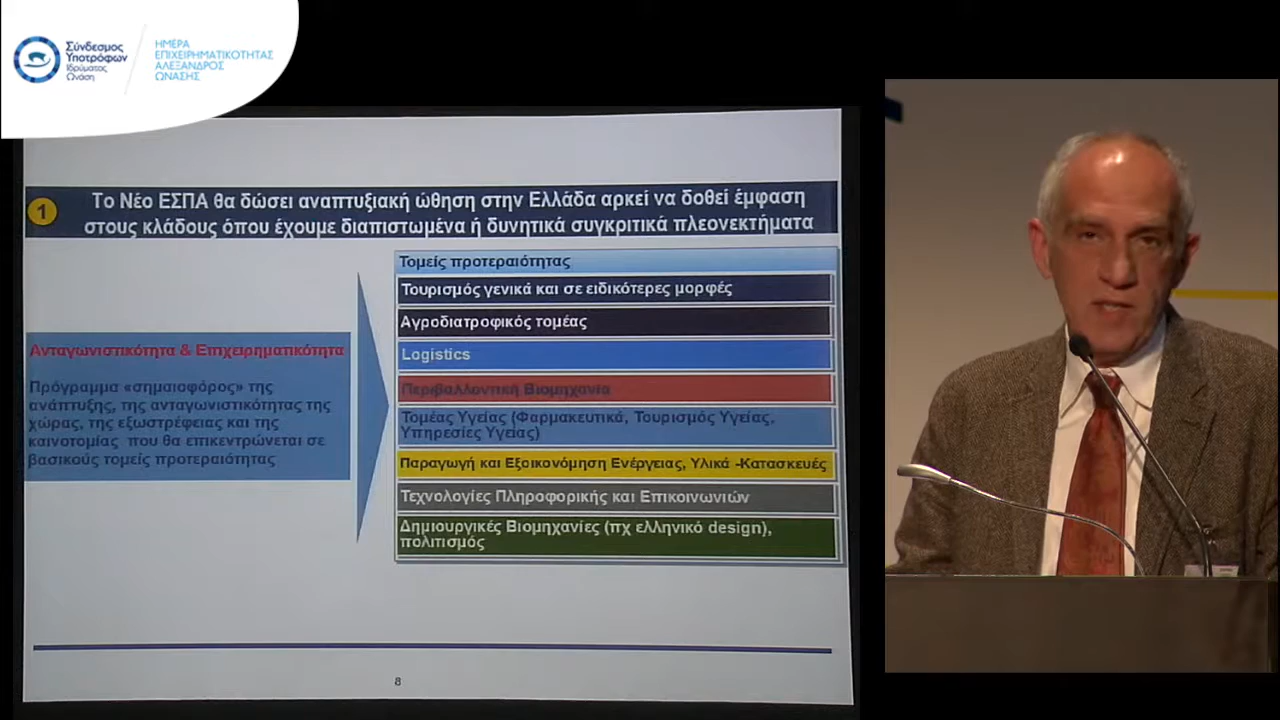 Σύνδεσμος
Υποτρόφων
Ιδρύματος
Ωνάση
ΗΜΕΡΑ
ΕΠΙΧΕΙΡΗΜΑΤΙΚΟΤΗΤΑΣ
ΑΛΕΞΑΝΔΡΟΣ
ΩΝΑΣΗΣ
1
Το Νέο ΕΣΠΑ θα δώσει αναπτυξιακή ώθηση στην Ελλάδα αρκεί να δοθεί έμφαση
στους κλάδους όπου έχουμε διαπιστωμένα ή δυνητικά συγκριτικά πλεονεκτήματα
Ανταγωνιστικότητα & Επιχειρηματικότητα
Πρόγραμμα «σημαιοφόρος» της
ανάπτυξης, της ανταγωνιστικότητας της
χώρας, της εξωστρέφειας και της
καινοτομίας που θα επικεντρώνεται σε
βασικούς τομείς προτεραιότητας
Τομείς προτεραιότητας
Τουρισμός γενικά και σε ειδικότερες μορφές
Αγροδιατροφικός τομέας
Logistics
Περιβαλλοντική Βιομηχανία
Τομέας Υγείας (Φαρμακευτικά, Τουρισμός Υγείας,
Υπηρεσίες Υγείας)
Παραγωγή και Εξοικονόμηση Ενέργειας, Υλικά -Κατασκευές
Τεχνολογίες Πληροφορικής και Επικοινωνιών
Δημιουργικές Βιομηχανίες (πχ ελληνικό design),
πολιτισμός
8